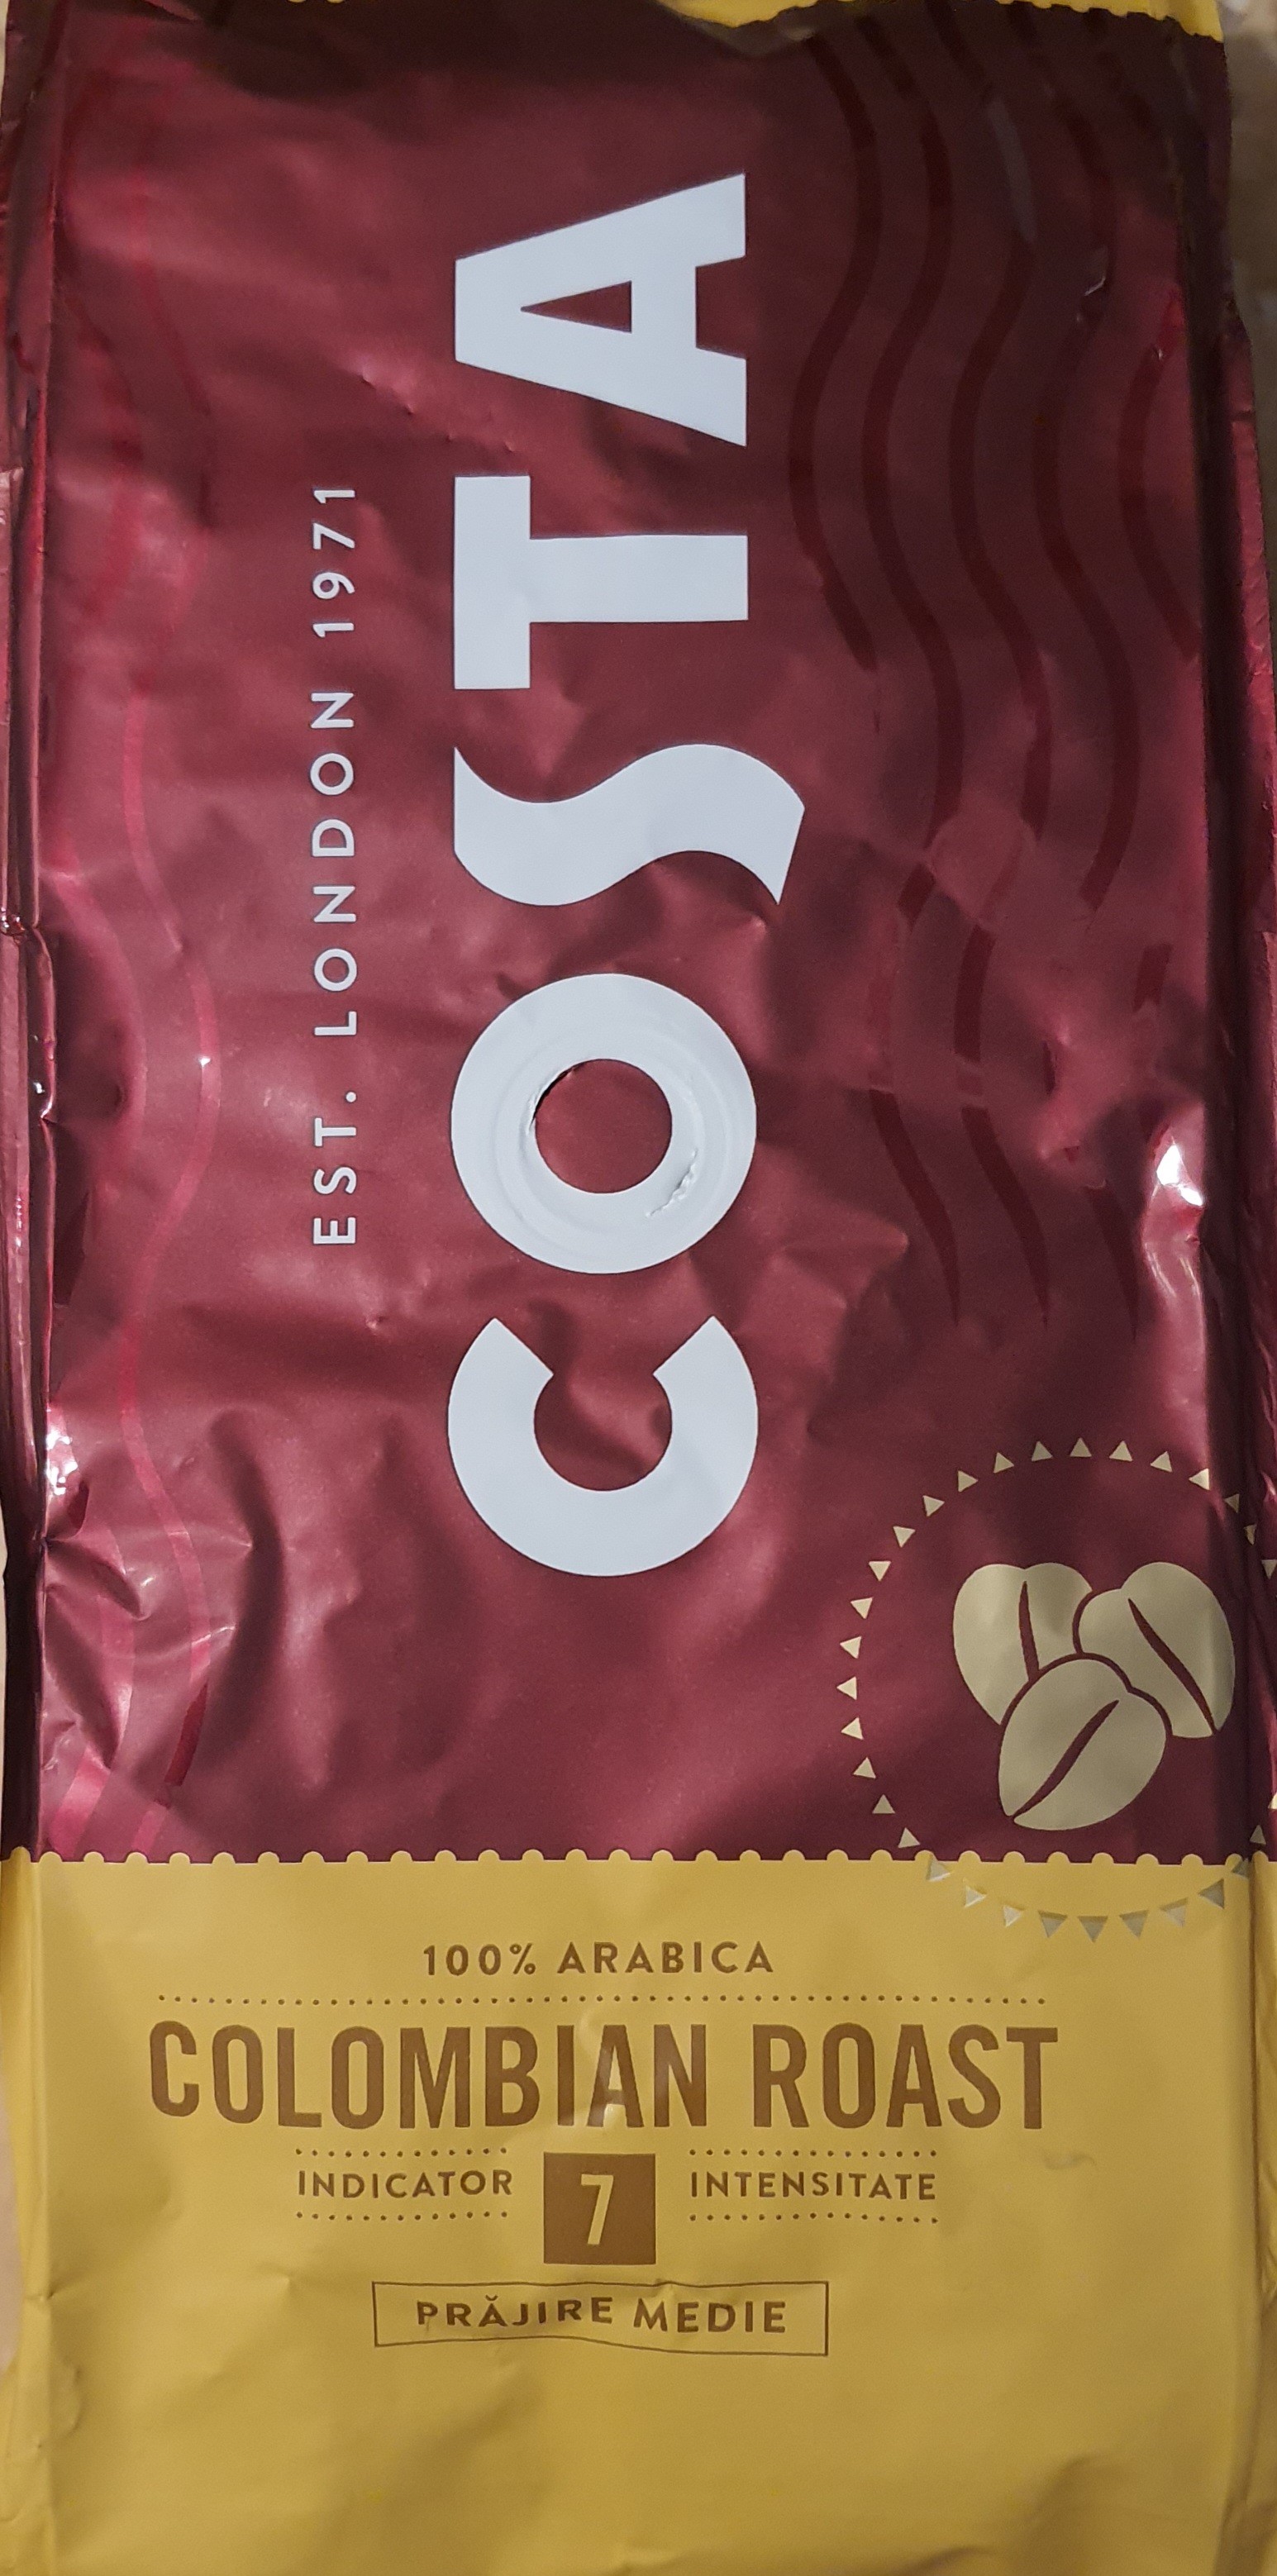 EST. LONDON 1971
COSTA
100% ARABICA
COLOMBIAN ROAST
INDICATOR 7 INTENSITATE
PRĂJIRE MEDIE